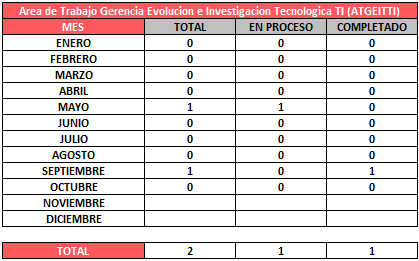 Area de Trabajo Gerencia Evolucion e Investigacion Tecnologica TI (ATGEITTI)
MES TOTAL EN PROCESO COMPLETADO
ENERO 0 0 0
FEBRERO 0 0 0
MARZO 0 0 0
ABRIL 0 0 0
MAYO 1 1 0
JUNIO 0 0 0
JULIO 0 0 0
AGOSTO 0 0 0
SEPTIEMBRE 1 0 1
OCTUBRE 0 0 0
NOVIEMBRE
DICIEMBRE
TOTAL 2 1 1